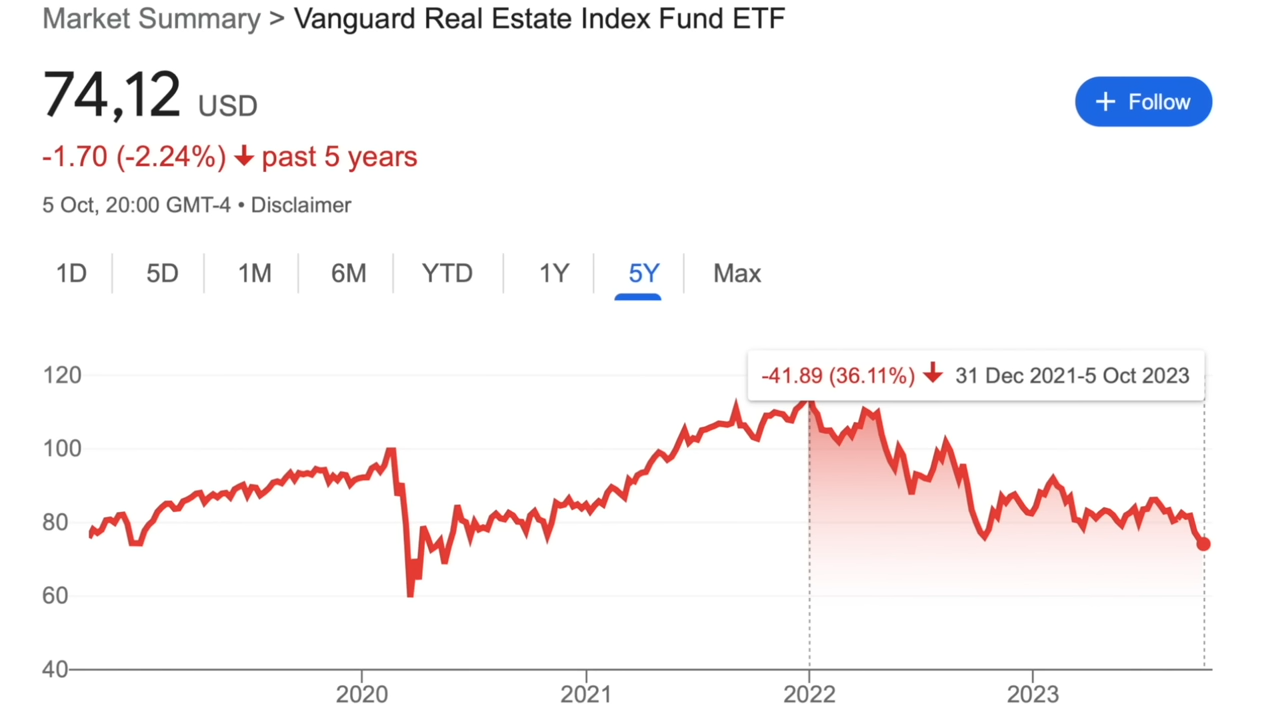 Market Summary > Vanguard Real Estate Index Fund ETF
74,12 USD
+ Follow
-1.70 (-2.24%) ↓ past 5 years
5 Oct, 20:00 GMT-4 • Disclaimer
1D 5D 1M 6M YTD 1Y 5Y Max
-41.89 (36.11%) ↓ 31 Dec 2021-5 Oct 2023
120
100
80
60
40
2020 2021 2022 2023